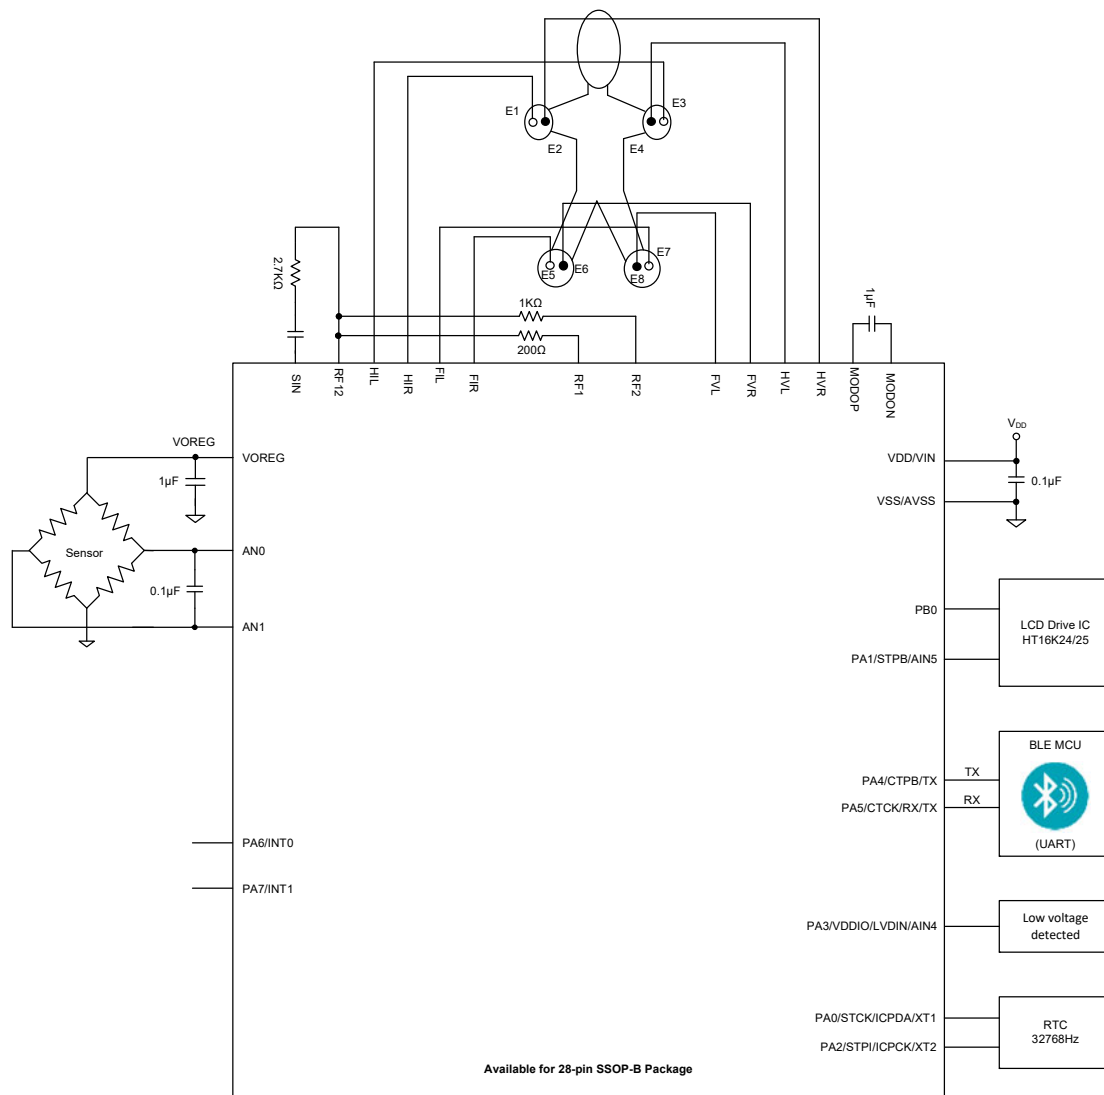 E1
E2
E3
E4
E5
E6
E7
E8
2.7KΩ
1KΩ
200Ω
1µF
SIN
RF12
HIL
HIR
FIL
FIR
RF1
RF2
FVL
FVR
HVL
HVR
MODOP
MODON
VOREG
VOREG
1µF
Sensor
AN0
0.1µF
AN1
PA6/INT0
PA7/INT1
VDD
VDD/VIN
0.1µF
VSS/AVSS
PB0
LCD Drive IC
HT16K24/25
PA1/STPB/AIN5
BLE MCU
PA4/CTPB/TX
TX
PA5/CTCK/RX/TX
RX
(UART)
PA3/VDDIO/LVDIN/AIN4
Low voltage
detected
PA0/STCK/ICPDA/XT1
RTC
32768Hz
PA2/STPI/ICPCK/XT2
Available for 28-pin SSOP-B Package